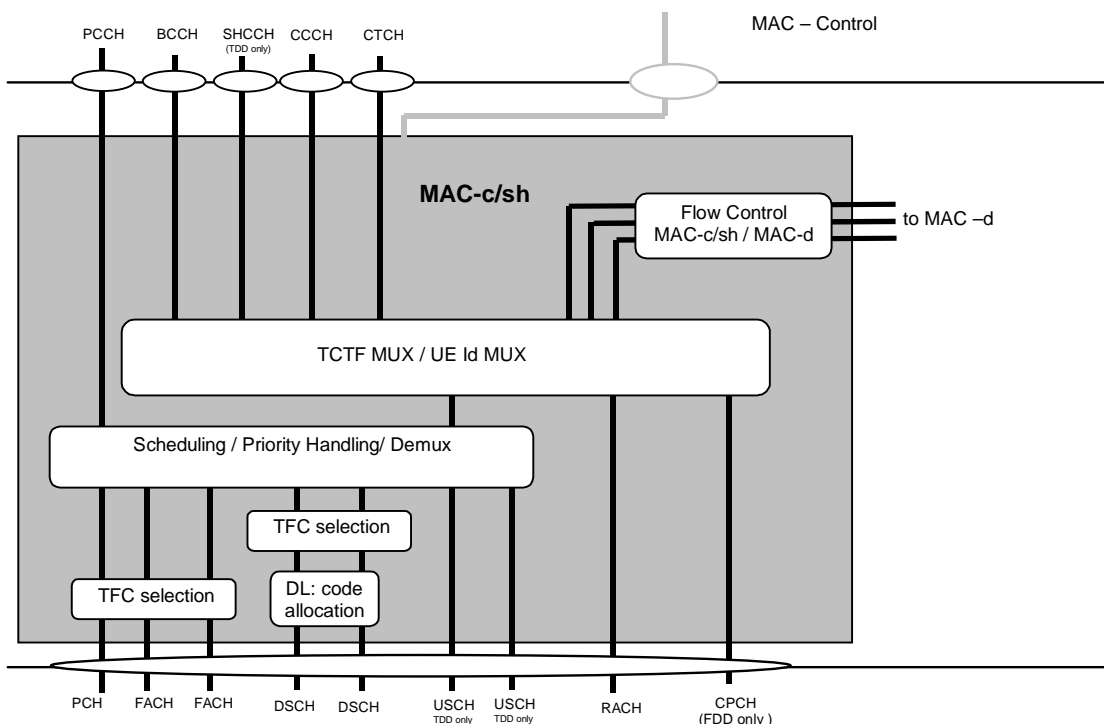 MAC – Control
PCCH
BCCH
SHCCH
(TDD only)
CCCH
CTCH
MAC-c/sh
Flow Control
MAC-c/sh / MAC-d
to MAC –d
TCTF MUX / UE Id MUX
Scheduling / Priority Handling/ Demux
TFC selection
DL: code
allocation
TFC selection
PCH
FACH
FACH
DSCH
DSCH
USCH
TDD only
USCH
TDD only
RACH
CPCH
(FDD only )